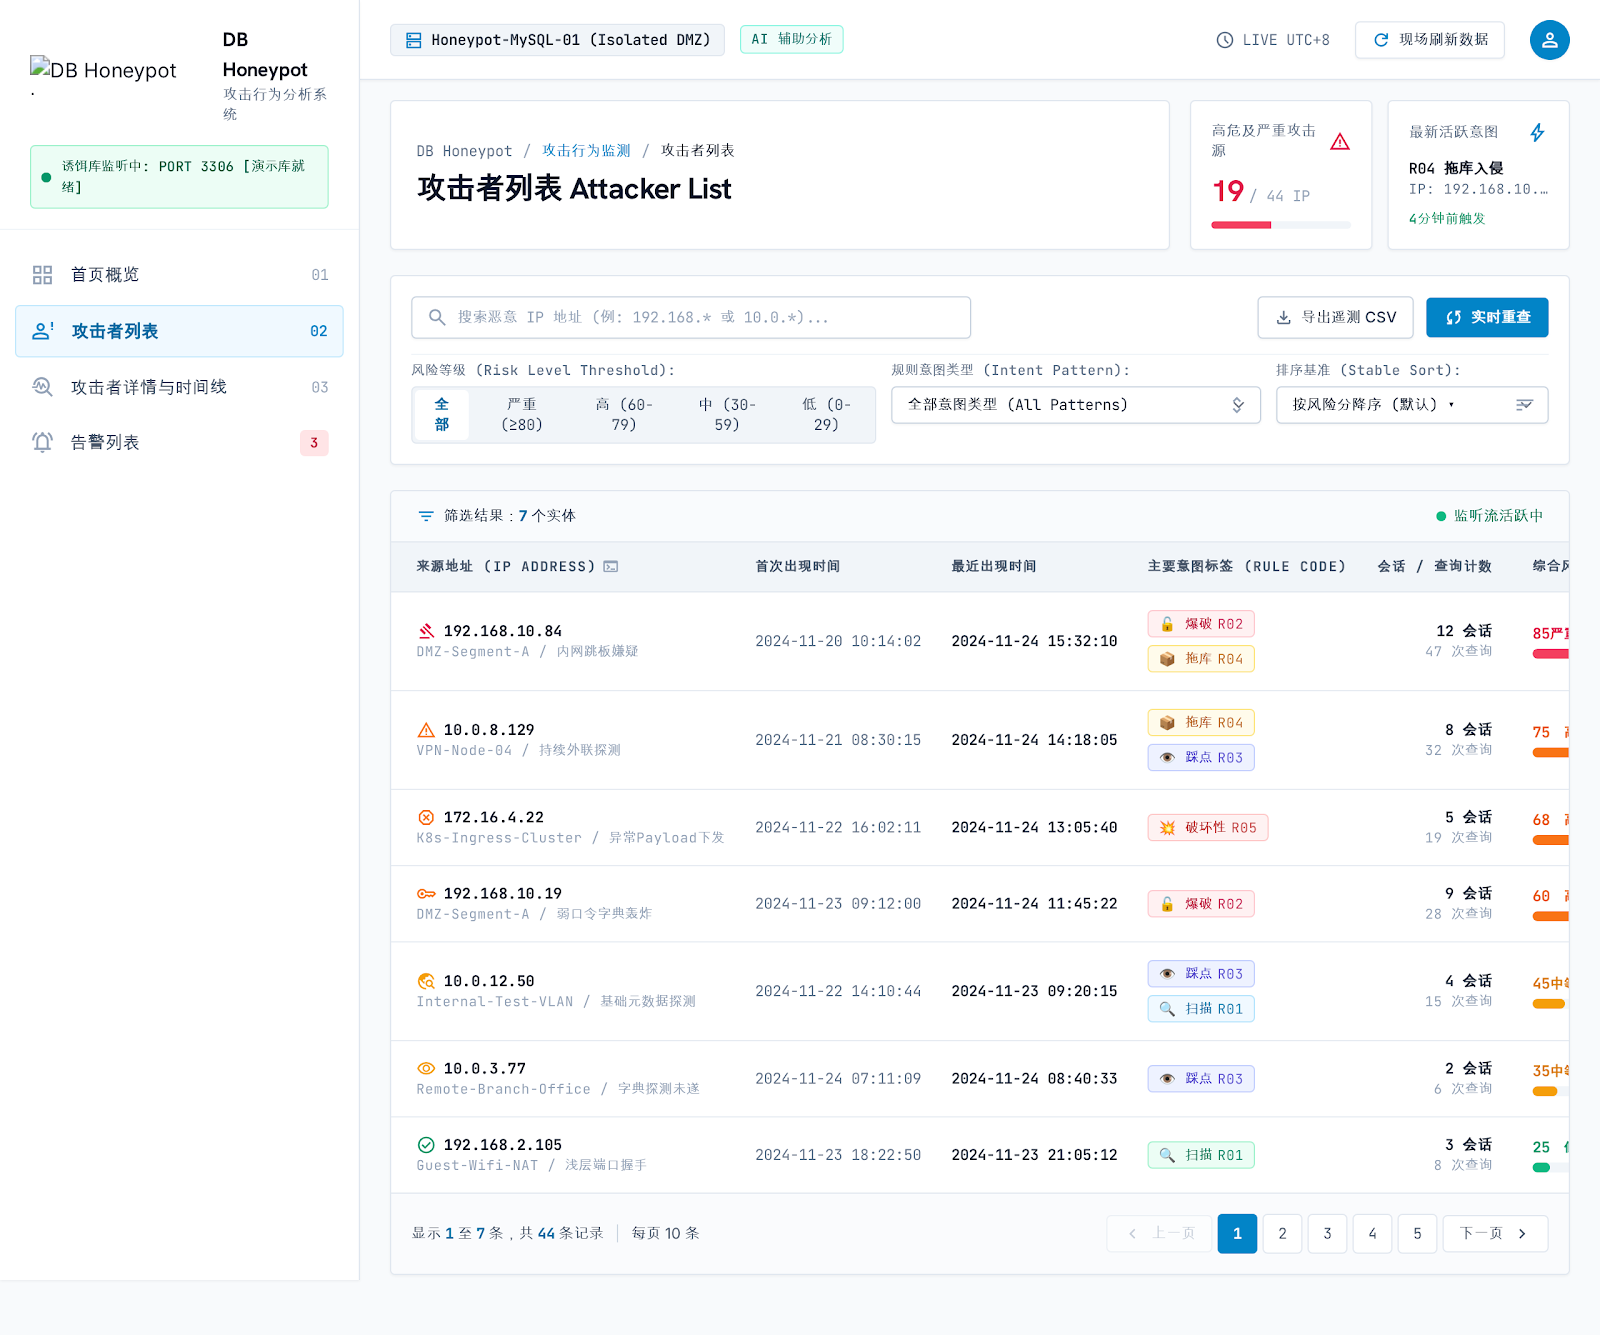 DB Honeypot
.
DB
Honeypot
攻击行为分析系
统
诱饵库监听中: PORT 3306 [演示库就
绪]
首页概览 01
攻击者列表 02
攻击者详情与时间线 03
告警列表 3
Honeypot-MySQL-01 (Isolated DMZ)
AI 辅助分析
LIVE UTC+8
现场刷新数据
DB Honeypot / 攻击行为监测 / 攻击者列表
攻击者列表 Attacker List
高危及严重攻击
源
19 / 44 IP
最新活跃意图
R04 拖库入侵
IP: 192.168.10.…
4分钟前触发
搜索恶意 IP 地址 (例: 192.168.* 或 10.0.*)...
导出遥测 CSV
实时重查
风险等级 (Risk Level Threshold):
全
部
严重
(≥80)
高 (60-
79)
中 (30-
59)
低 (0-
29)
规则意图类型 (Intent Pattern):
全部意图类型 (All Patterns)
排序基准 (Stable Sort):
按风险分降序 (默认) ▾
筛选结果 : 7 个实体
监听流活跃中
来源地址 (IP ADDRESS) 首次出现时间 最近出现时间 主要意图标签 (RULE CODE) 会话 / 查询计数 综合
192.168.10.84
DMZ-Segment-A / 内网跳板嫌疑
2024-11-20 10:14:02
2024-11-24 15:32:10
爆破 R02
拖库 R04
12 会话
47 次查询
85严
10.0.8.129
VPN-Node-04 / 持续外联探测
2024-11-21 08:30:15
2024-11-24 14:18:05
拖库 R04
踩点 R03
8 会话
32 次查询
75
172.16.4.22
K8s-Ingress-Cluster / 异常Payload下发
2024-11-22 16:02:11
2024-11-24 13:05:40
破坏性 R05
5 会话
19 次查询
68
192.168.10.19
DMZ-Segment-A / 弱口令字典轰炸
2024-11-23 09:12:00
2024-11-24 11:45:22
爆破 R02
9 会话
28 次查询
60
10.0.12.50
Internal-Test-VLAN / 基础元数据探测
2024-11-22 14:10:44
2024-11-23 09:20:15
踩点 R03
扫描 R01
4 会话
15 次查询
45中
10.0.3.77
Remote-Branch-Office / 字典探测未遂
2024-11-24 07:11:09
2024-11-24 08:40:33
踩点 R03
2 会话
6 次查询
35中
192.168.2.105
Guest-Wifi-NAT / 浅层端口握手
2024-11-23 18:22:50
2024-11-23 21:05:12
扫描 R01
3 会话
8 次查询
25
显示 1 至 7 条 , 共 44 条记录 每页 10 条
上一页 1 2 3 4 5 下一页